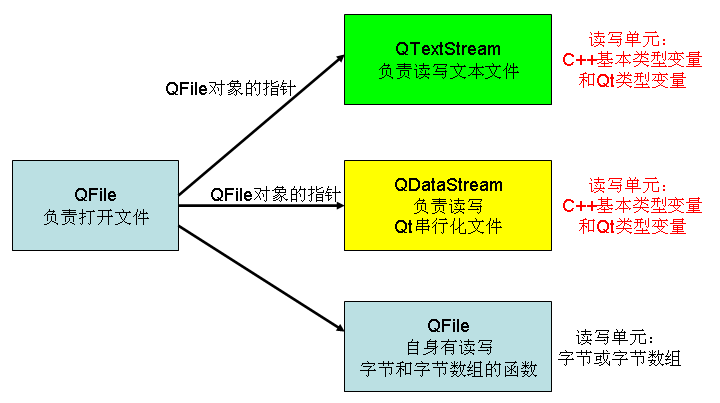 QTextStream
负责读写文本文件
读写单元：
C++基本类型变量
和Qt类型变量
QFile对象的指针
QFile
负责打开文件
QFile对象的指针
QDataStream
负责读写
Qt串行化文件
读写单元：
C++基本类型变量
和Qt类型变量
QFile
自身有读写
字节和字节数组的函数
读写单元：
字节或字节数组